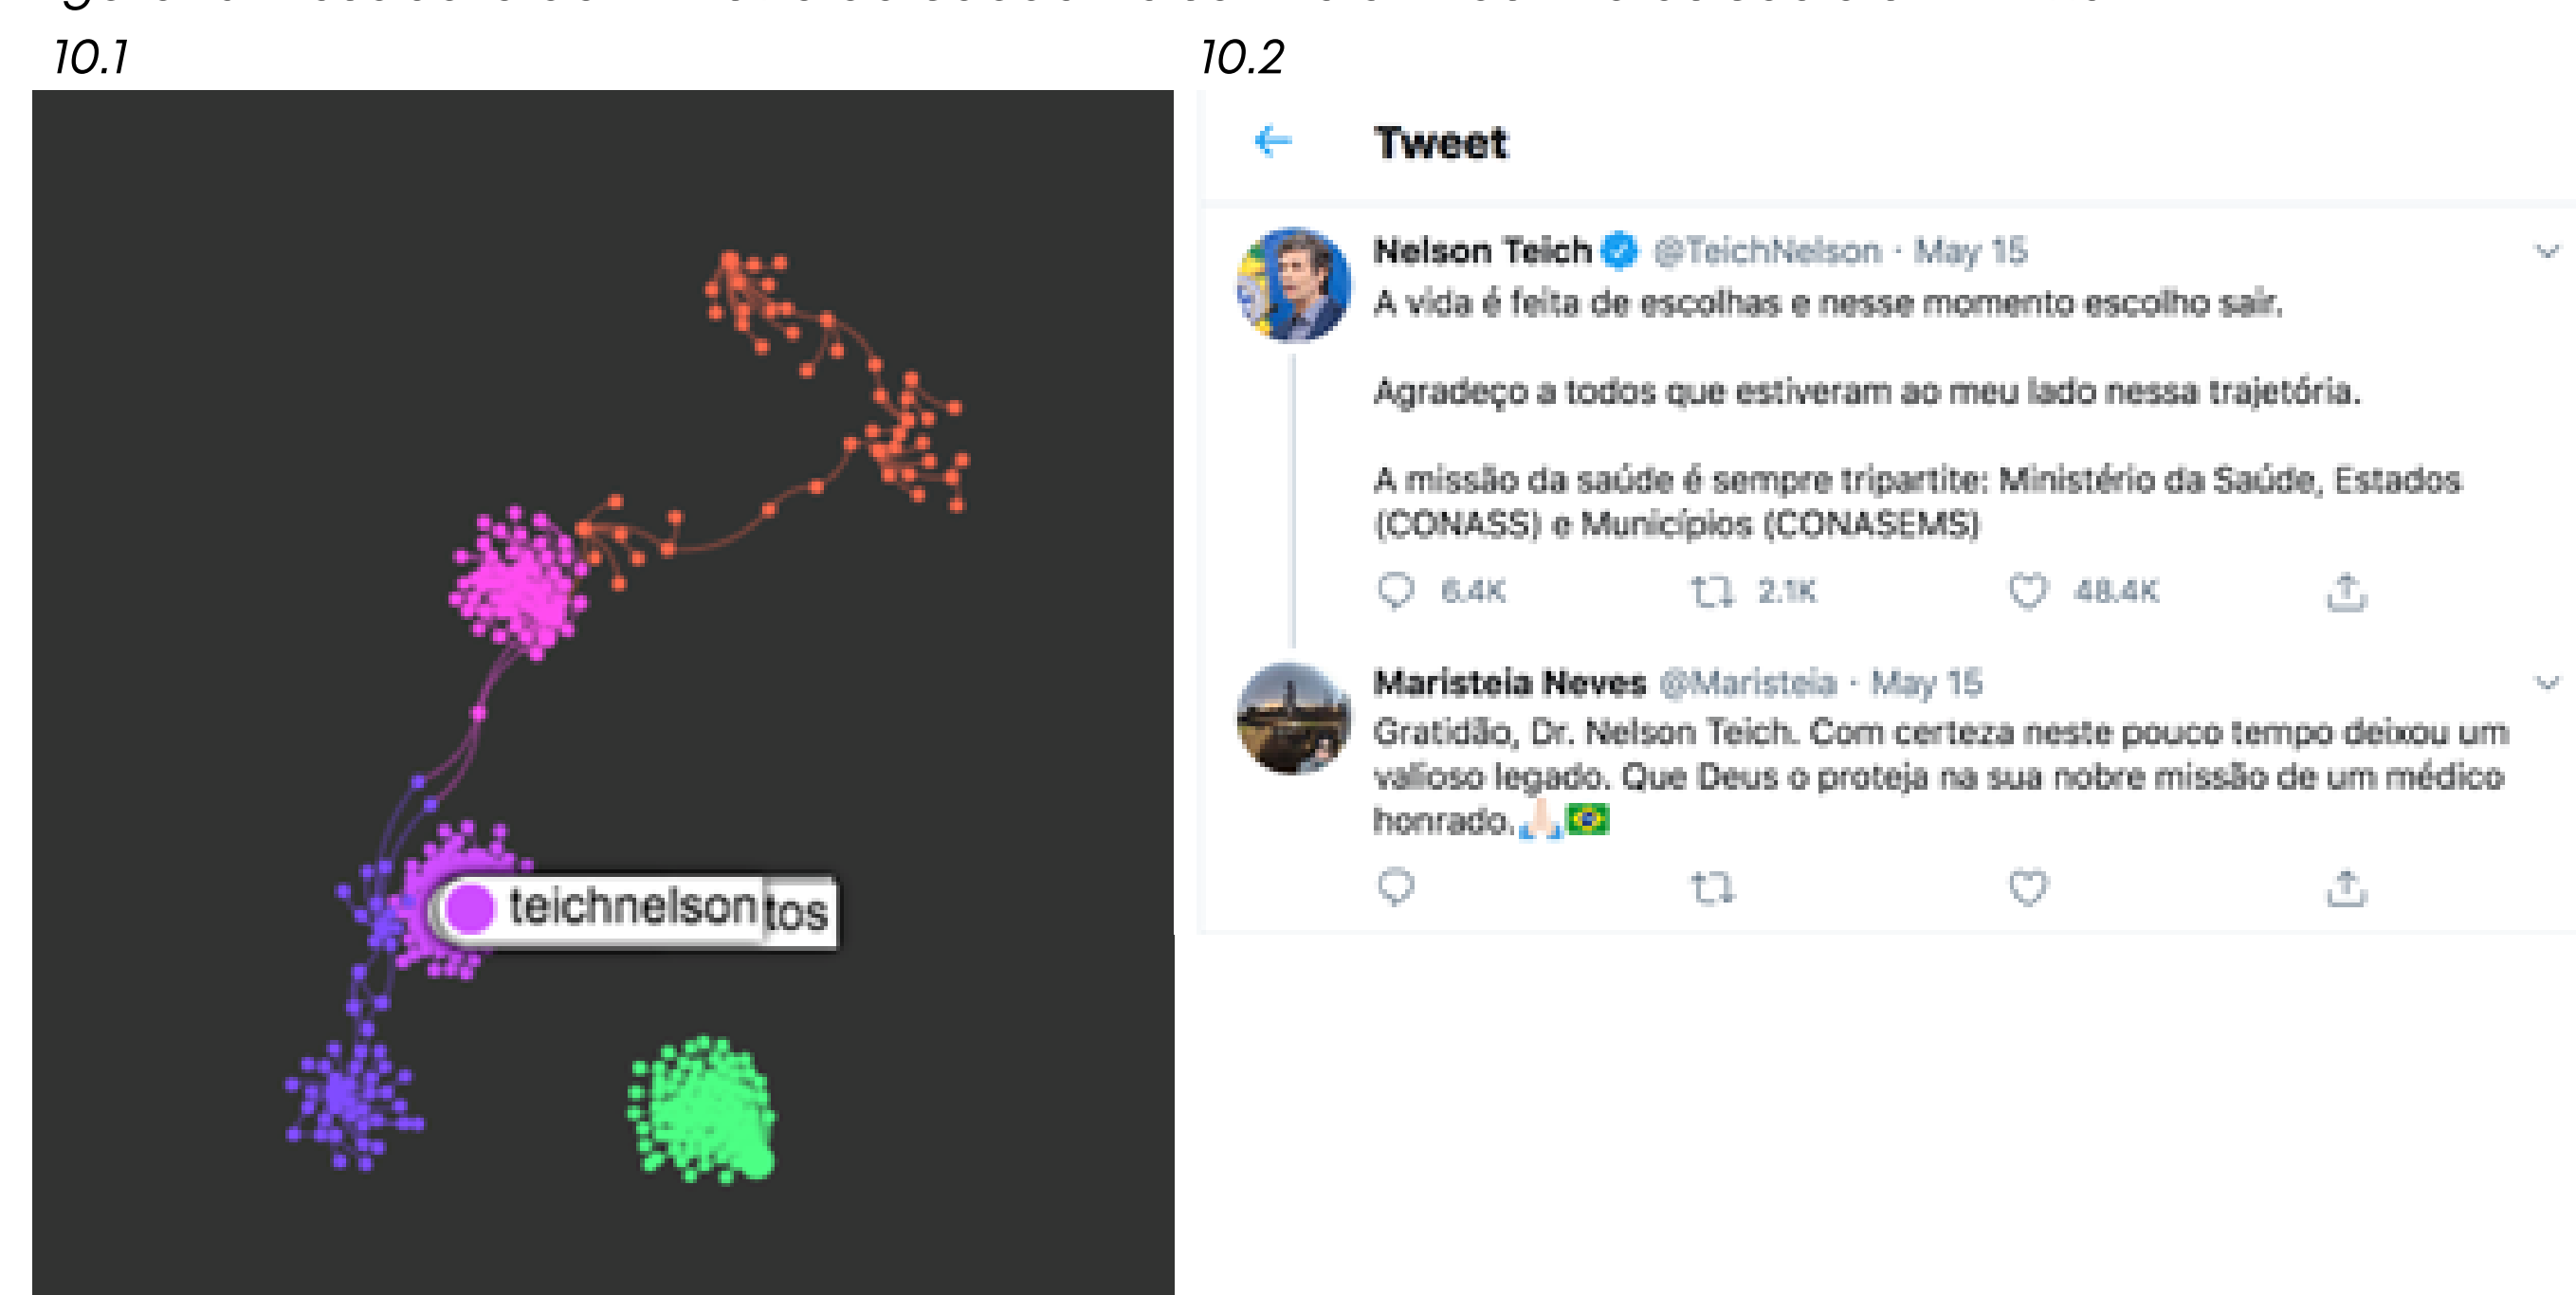 10.1
10.2
teichnelson tos
Tweet
Nelson Teich @TeichNelson · May 15
A vida é feita de escolhas e nesse momento escolho sair.
Agradeço a todos que estiveram ao meu lado nessa trajetória.
A missão da saúde é sempre tripartite: Ministério da Saúde, Estados
(CONASS) e Municípios (CONASEMS)
6.4K 2.1K 48.4K
Maristeia Neves @Maristeia · May 15
Gratidão, Dr. Nelson Teich. Com certeza neste pouco tempo deixou um
valioso legado. Que Deus o proteja na sua nobre missão de um médico
honrado.🙏🏻🇧🇷